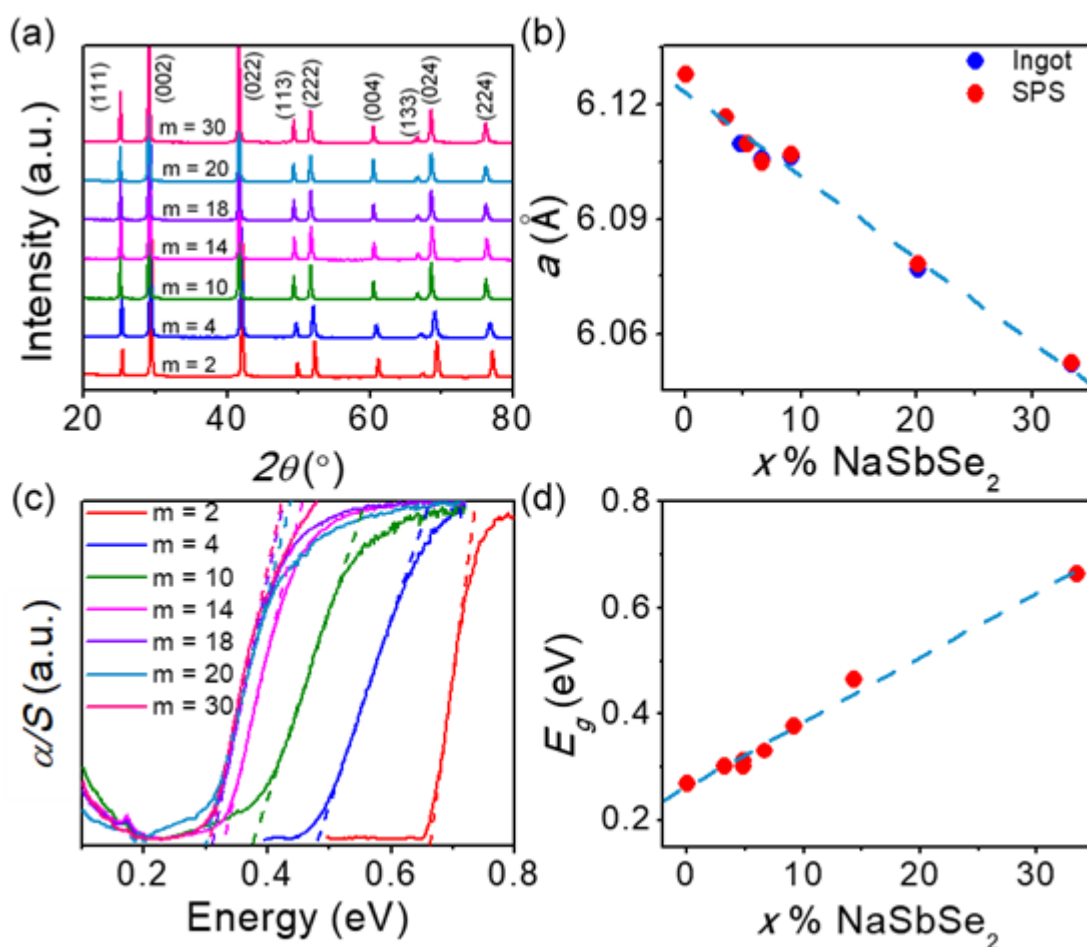 (a)
Intensity (a.u.)
(111)
(002)
(022)
(113)
(222)
(004)
(133)
(024)
(224)
m = 30
m = 20
m = 18
m = 14
m = 10
m = 4
m = 2
20 40 60 80
2θ (°)
(b)
a (Å)
6.12
6.09
6.06
Ingot
SPS
0 10 20 30
x % NaSbSe₂
(c)
α/S (a.u.)
m = 2
m = 4
m = 10
m = 14
m = 18
m = 20
m = 30
0.2 0.4 0.6 0.8
Energy (eV)
(d)
E_g (eV)
0.8
0.6
0.4
0.2
0 10 20 30
x % NaSbSe₂